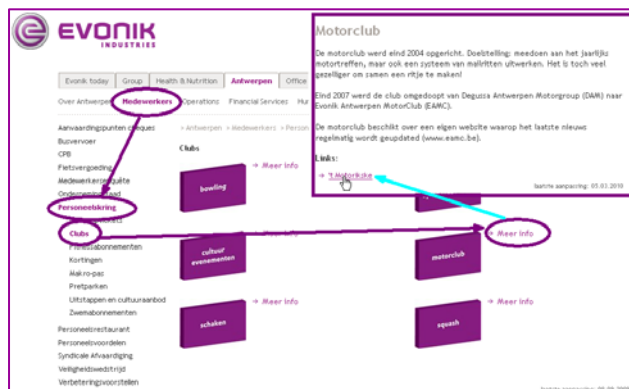 EVONIK
INDUSTRIES
Evonik today Group Health & Nutrition Antwerpen Office
Over Antwerpen Medewerkers Operations Financial Services
Aanvaardingspunten cheques
Busvervoer
CPB
Fietsvergoeding
Medewerkersenquête
Ondernemingsraad
Personeelskring
Clubs
Fitnessabonnementen
Kortingen
Makro-pas
Pretparken
Uitstappen en cultuuraanbod
Zwemabonnementen
Personeelsrestaurant
Personeelsvoordelen
Syndicale Afvaardiging
Veiligheidswedstrijd
Verbeteringsvoorstellen
› Antwerpen › Medewerkers › Person
Clubs
→ Meer info
bowling
→ Meer info
cultuur
evenementen
→ Meer info
motorclub
→ Meer info
schaken
→ Meer info
squash
Motorclub
De motorclub werd eind 2004 opgericht. Doelstelling: meedoen aan het jaarlijks
motortreffen, maar ook een systeem van mailritten uitwerken. Het is toch veel
gezelliger om samen een ritje te maken!
Eind 2007 werd de club omgedoopt van Degussa Antwerpen Motorgroup (DAM) naar
Evonik Antwerpen MotorClub (EAMC).
De motorclub beschikt over een eigen website waarop het laatste nieuws
regelmatig wordt geupdated (www.eamc.be).
Links:
→ 't Motorikske
laatste aanpassing: 05.03.2010